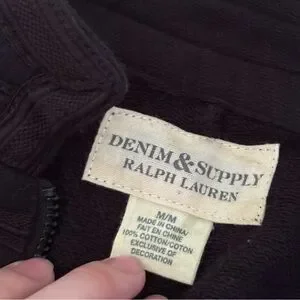 DENIM & SUPPLY
RALPH LAUREN
M/M
MADE IN CHINA/
FAIT EN CHINE
100% COTTON/COTON
EXCLUSIVE OF
DECORATION